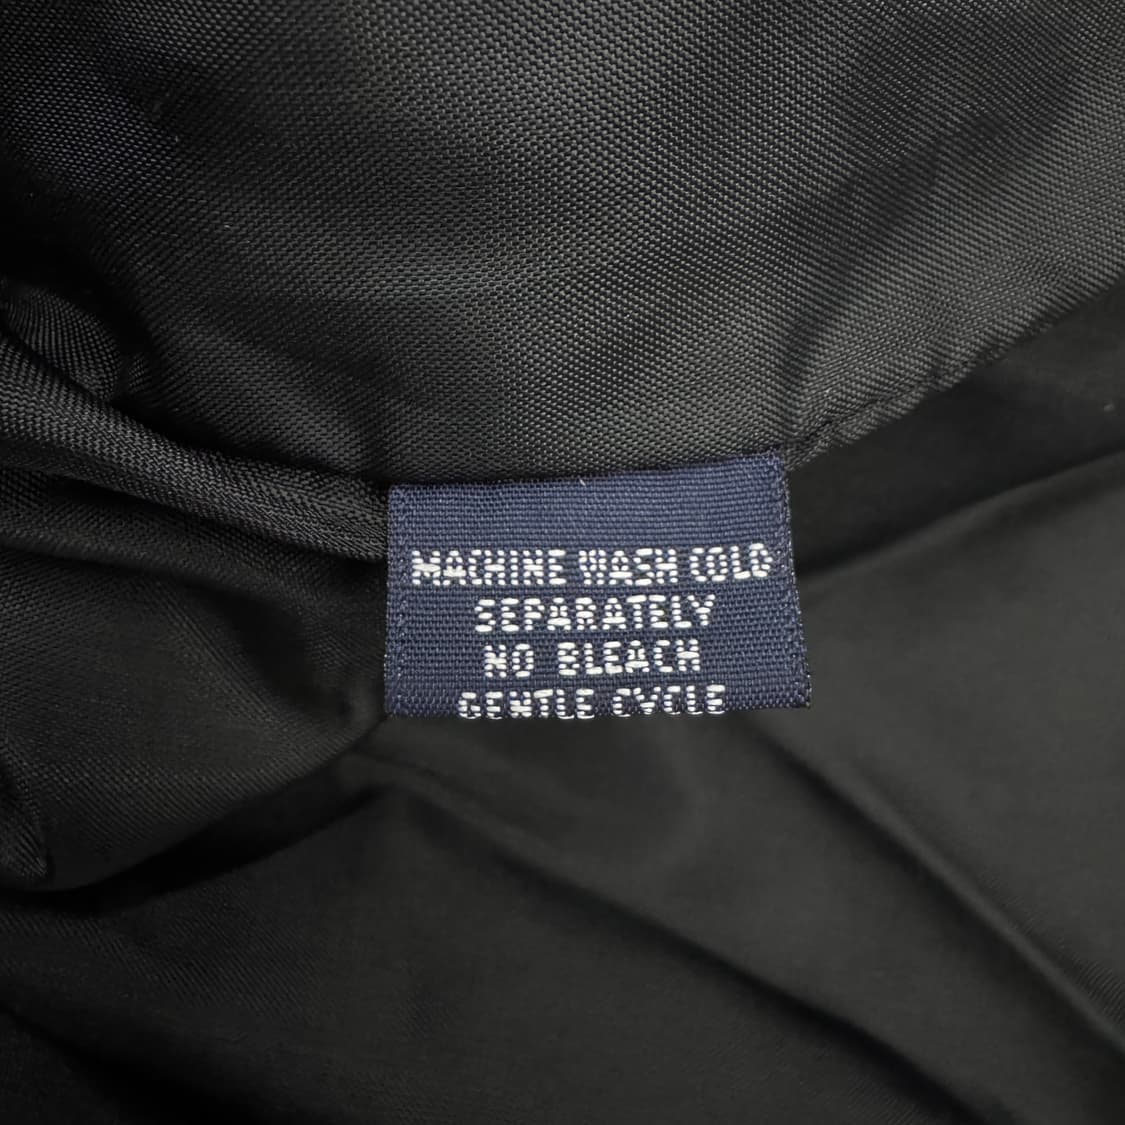 MACHINE WASH COLD
SEPARATELY
NO BLEACH
GENTLE CYCLE